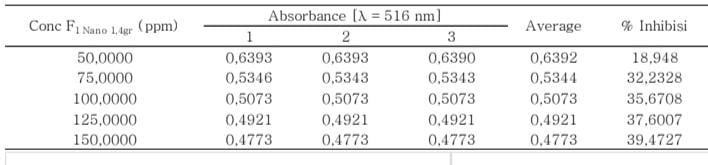 Conc F1 Nano 1,4gr (ppm) Absorbance [λ = 516 nm] Average % Inhibisi
1 2 3
50,0000 0,6393 0,6393 0,6390 0,6392 18,948
75,0000 0,5346 0,5343 0,5343 0,5344 32,2328
100,0000 0,5073 0,5073 0,5073 0,5073 35,6708
125,0000 0,4921 0,4921 0,4921 0,4921 37,6007
150,0000 0,4773 0,4773 0,4773 0,4773 39,4727